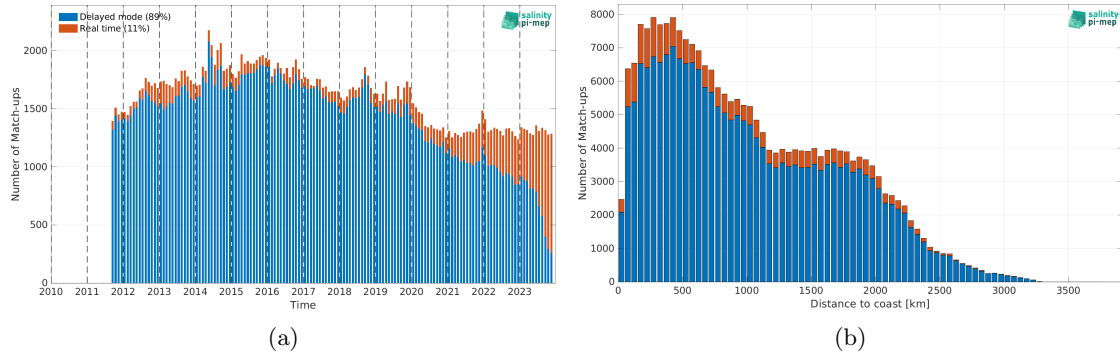 Delayed mode (89%)
Real time (11%)
salinity
pi-mep
Number of Match-ups
2000
1500
1000
500
0
2010 2011 2012 2013 2014 2015 2016 2017 2018 2019 2020 2021 2022 2023
Time
(a)
salinity
pi-mep
Number of Match-ups
8000
7000
6000
5000
4000
3000
2000
1000
0
0 500 1000 1500 2000 2500 3000 3500
Distance to coast [km]
(b)